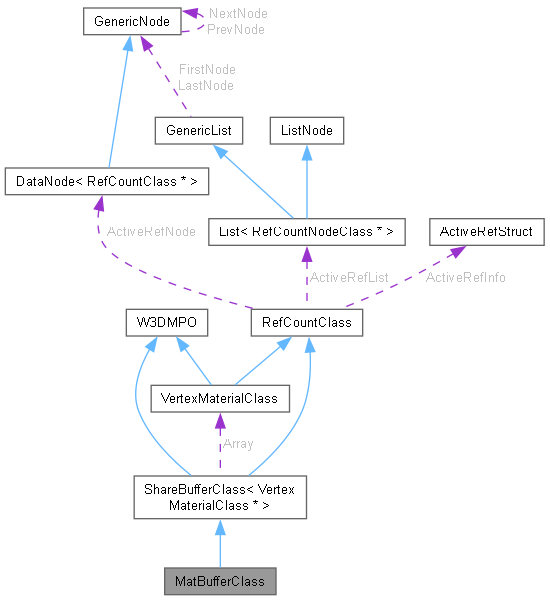 GenericNode
NextNode
PrevNode
FirstNode
LastNode
GenericList
ListNode
DataNode< RefCountClass * >
ActiveRefNode
List< RefCountNodeClass * >
ActiveRefStruct
ActiveRefList
ActiveRefInfo
W3DMPO
RefCountClass
VertexMaterialClass
Array
ShareBufferClass< Vertex
MaterialClass * >
MatBufferClass